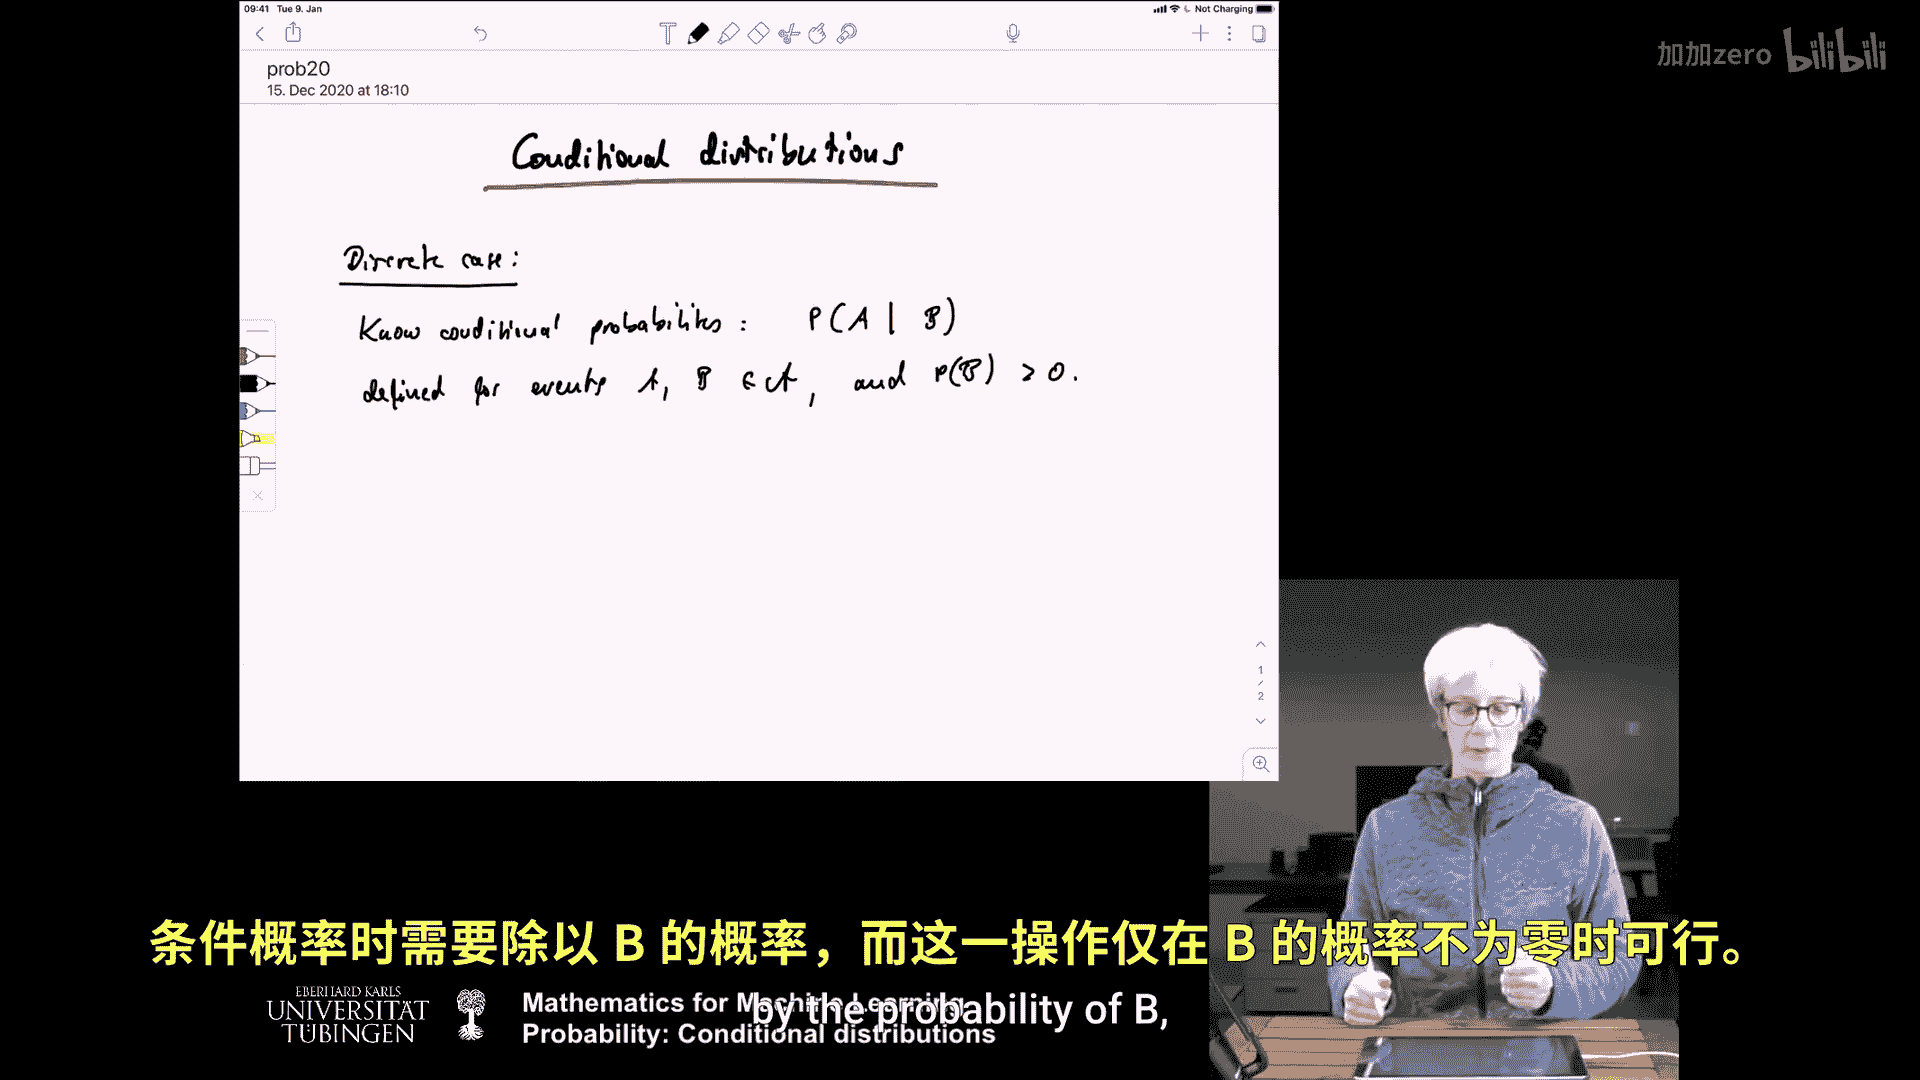 09:41 Tue 9. Jan
Not Charging
加加zero bilibili
prob20
15. Dec 2020 at 18:10
Conditional distributions
Discrete case:
Know conditional probabilities: P(A | B)
defined for events A, B ∈ A, and P(B) > 0.
1
/
2
条件概率时需要除以 B 的概率，而这一操作仅在 B 的概率不为零时可行。
EBERHARD KARLS
UNIVERSITÄT
TÜBINGEN
Mathematics for Machine Learning
by the probability of B,
Probability: Conditional distributions